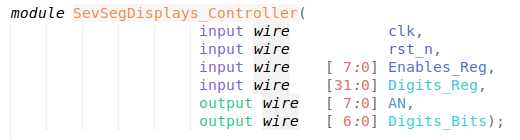 module SevSegDisplays_Controller(
input wire clk,
input wire rst_n,
input wire [ 7:0] Enables_Reg,
input wire [31:0] Digits_Reg,
output wire [ 7:0] AN,
output wire [ 6:0] Digits_Bits);